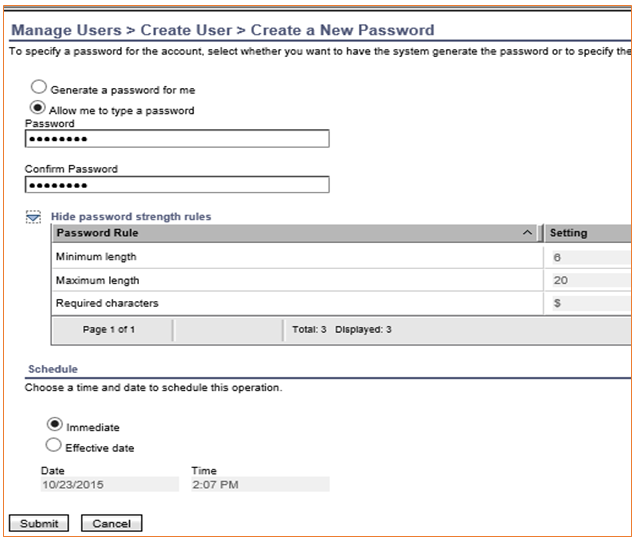 Manage Users > Create User > Create a New Password
To specify a password for the account, select whether you want to have the system generate the password or to specify the
Generate a password for me
Allow me to type a password
Password
••••••••
Confirm Password
••••••••
Hide password strength rules
Password Rule Setting
Minimum length 6
Maximum length 20
Required characters $
Page 1 of 1 Total: 3 Displayed: 3
Schedule
Choose a time and date to schedule this operation.
Immediate
Effective date
Date Time
10/23/2015 2:07 PM
Submit Cancel